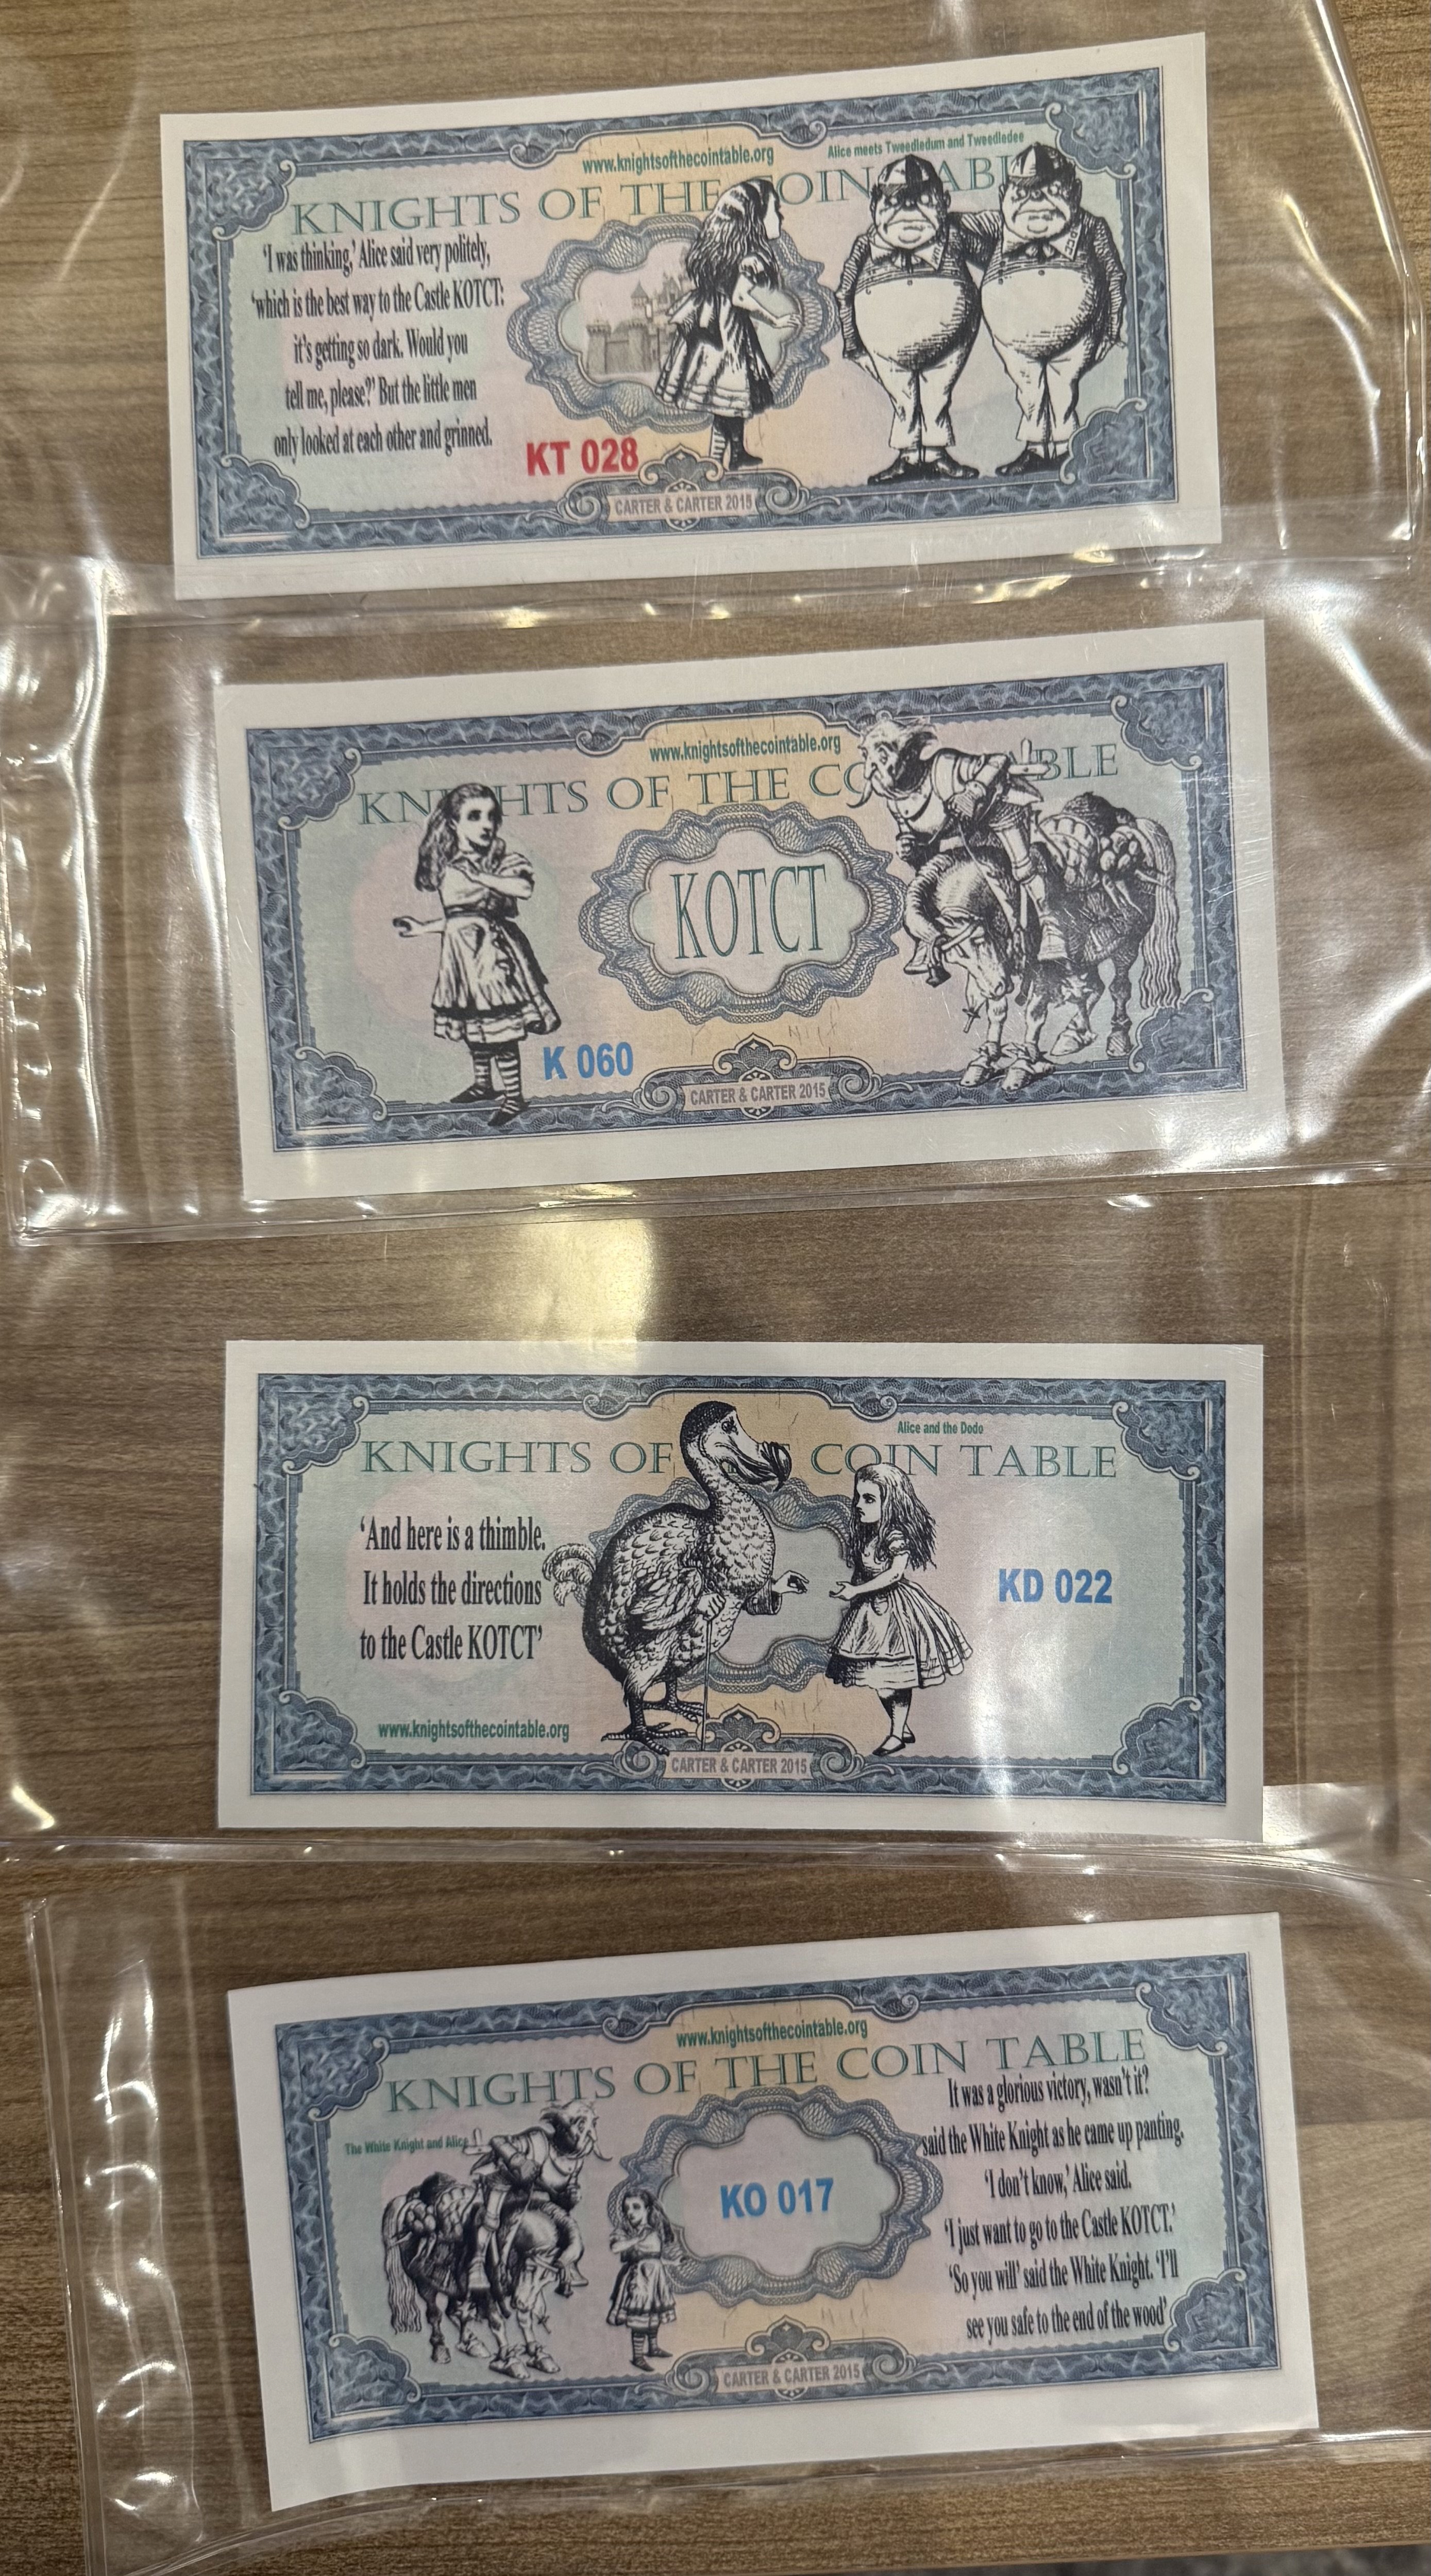 www.knightsofthecointable.org
Alice meets Tweedledum and Tweedledee
KNIGHTS OF THE COIN TABLE
'I was thinking,' Alice said very politely,
'which is the best way to the Castle KOTCT:
it's getting so dark. Would you
tell me, please?' But the little men
only looked at each other and grinned.
KT 028
CARTER & CARTER 2015
www.knightsofthecointable.org
KNIGHTS OF THE CO ABLE
KOTCT
K 060
CARTER & CARTER 2015
Alice and the Dodo
KNIGHTS OF COIN TABLE
'And here is a thimble.
It holds the directions
to the Castle KOTCT'
KD 022
www.knightsofthecointable.org
CARTER & CARTER 2015
www.knightsofthecointable.org
KNIGHTS OF THE COIN TABLE
The White Knight and Alice
It was a glorious victory, wasn't it?
said the White Knight as he came up panting.
'I don't know,' Alice said.
'I just want to go to the Castle KOTCT.'
'So you will' said the White Knight. 'I'll
see you safe to the end of the wood'
KO 017
CARTER & CARTER 2015